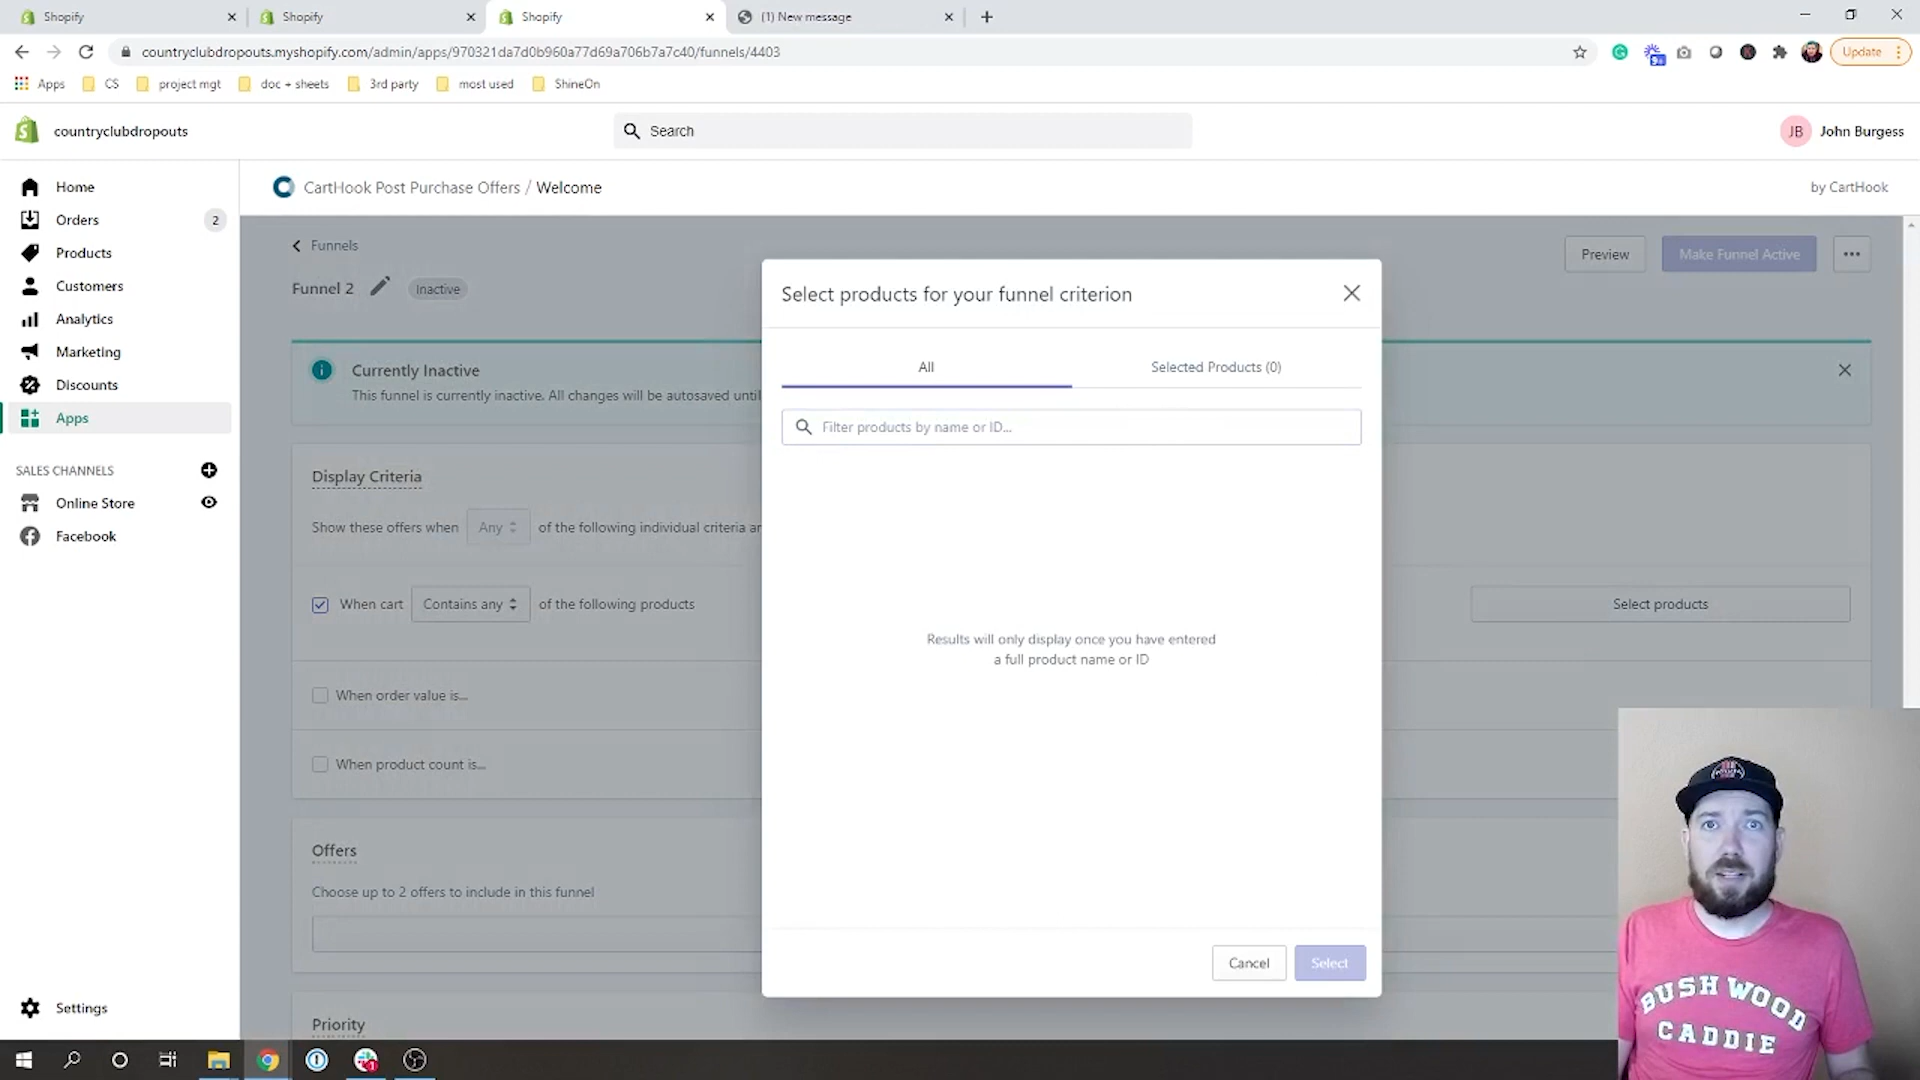 Shopify
Shopify
Shopify
(1) New message
countryclubdropouts.myshopify.com/admin/apps/970321da7d0b960a77d69a706b7a7c40/funnels/4403
9+
Update
Apps
CS
project mgt
doc + sheets
3rd party
most used
ShineOn
countryclubdropouts
Search
JB
John Burgess
Home
Orders
2
Products
Customers
Analytics
Marketing
Discounts
Apps
SALES CHANNELS
Online Store
Facebook
Settings
CartHook Post Purchase Offers / Welcome
by CartHook
Funnels
Funnel 2
Inactive
Preview
Make Funnel Active
Currently Inactive
This funnel is currently inactive. All changes will be autosaved until
Display Criteria
Show these offers when
Any
of the following individual criteria ar
When cart
Contains any
of the following products
Select products
When order value is...
When product count is...
Offers
Choose up to 2 offers to include in this funnel
Priority
Select products for your funnel criterion
All
Selected Products (0)
Filter products by name or ID...
Results will only display once you have entered
a full product name or ID
Cancel
Select
BUSHWOOD
CADDIE